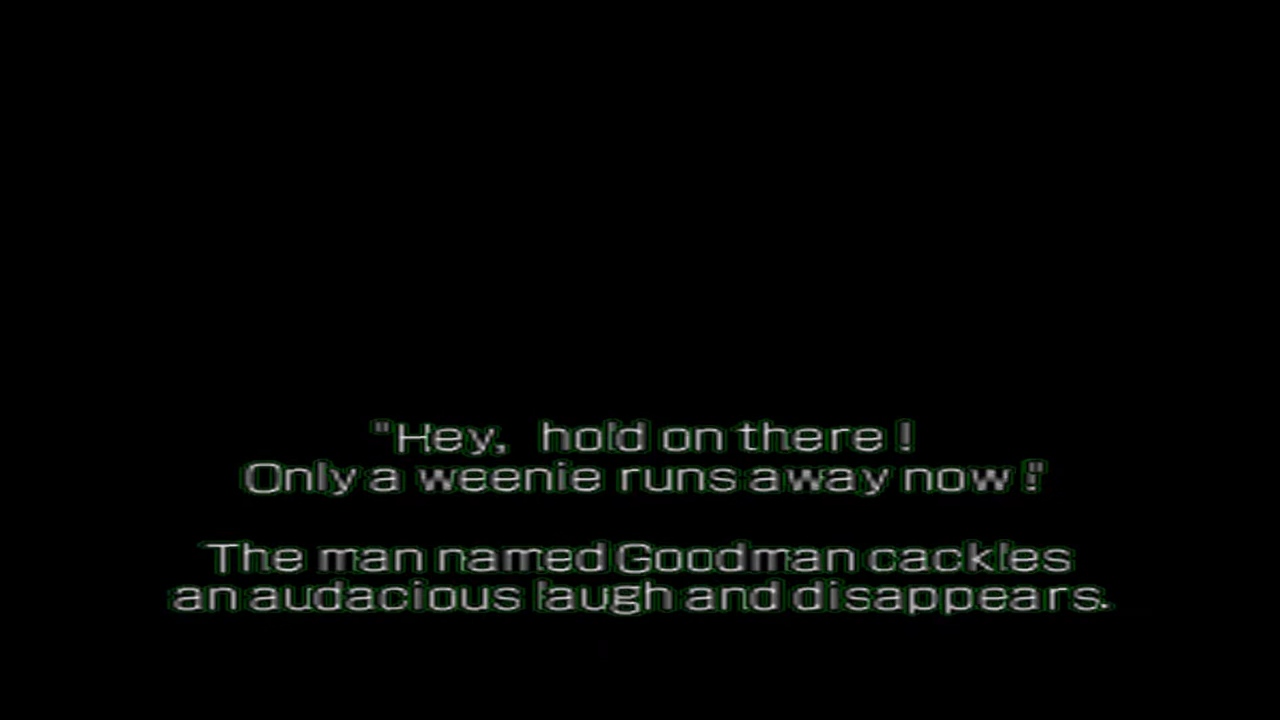 "Hey, hold on there !
Only a weenie runs away now !"
The man named Goodman cackles
an audacious laugh and disappears.